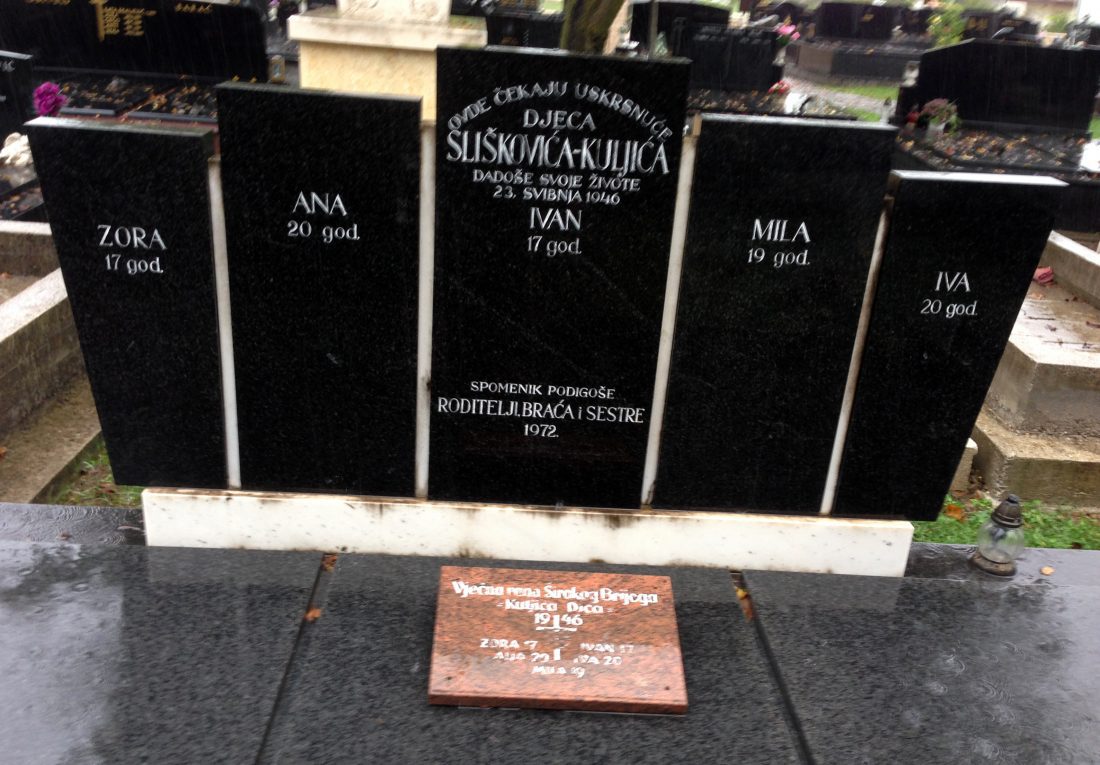 ZORA
17 god.
ANA
20 god.
OVDE ČEKAJU USKRSNUĆE
DJECA
ŠLIŠKOVIĆA-KULJIĆA
DADOŠE SVOJE ŽIVOTE
23. SVIBNJA 1946
IVAN
17 god.
SPOMENIK PODIGOŠE
RODITELJI, BRAĆA i SESTRE
1972.
MILA
19 god.
IVA
20 god.
Vječna rana Širokog Brijega
1946
ZORA 17 IVAN 17
20 IVA 20
MILA 19